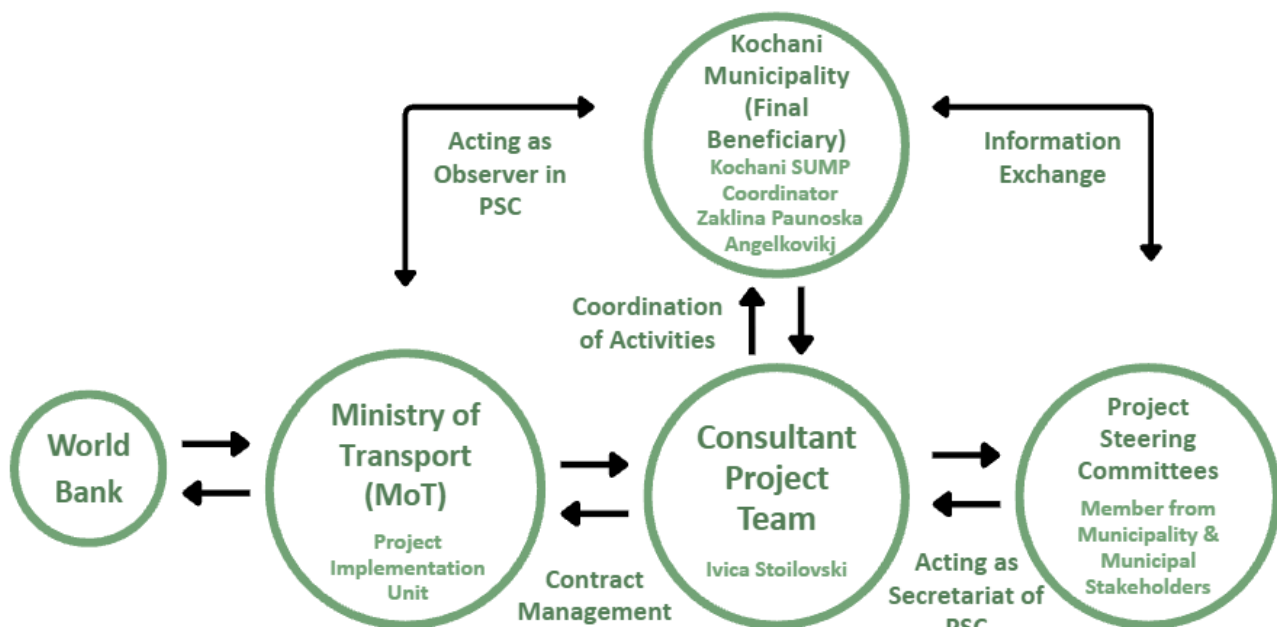 Kochani
Municipality
(Final
Beneficiary)
Kochani SUMP
Coordinator
Zaklina Paunoska
Angelkovikj
Acting as
Observer in
PSC
Information
Exchange
Coordination
of Activities
World
Bank
Ministry of
Transport
(MoT)
Project
Implementation
Unit
Contract
Management
Consultant
Project
Team
Ivica Stoilovski
Acting as
Secretariat of
PSC
Project
Steering
Committees
Member from
Municipality &
Municipal
Stakeholders